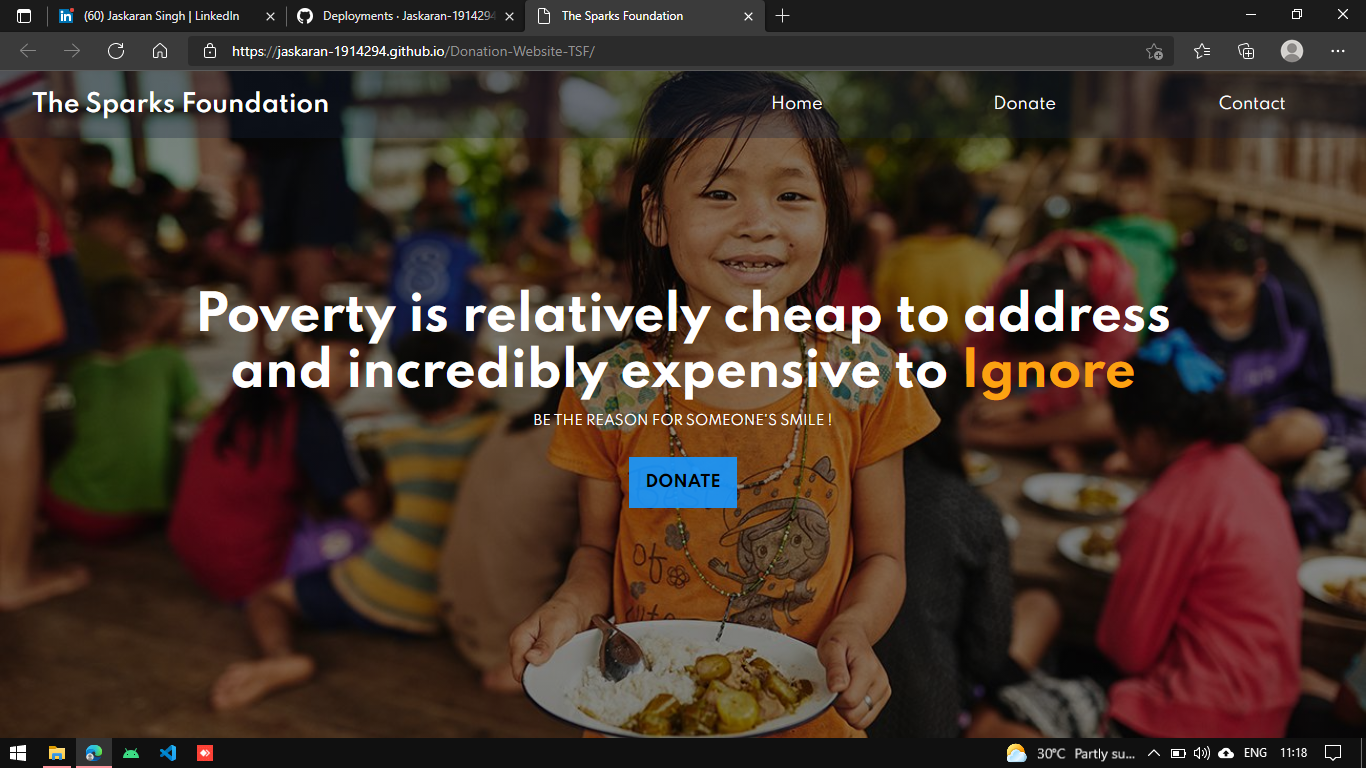 (60) Jaskaran Singh | LinkedIn
Deployments · Jaskaran-1914294
The Sparks Foundation
https://jaskaran-1914294.github.io/Donation-Website-TSF/
The Sparks Foundation
Home
Donate
Contact
Poverty is relatively cheap to address
and incredibly expensive to Ignore
BE THE REASON FOR SOMEONE'S SMILE !
DONATE
OF
30°C Partly su...
ENG
11:18